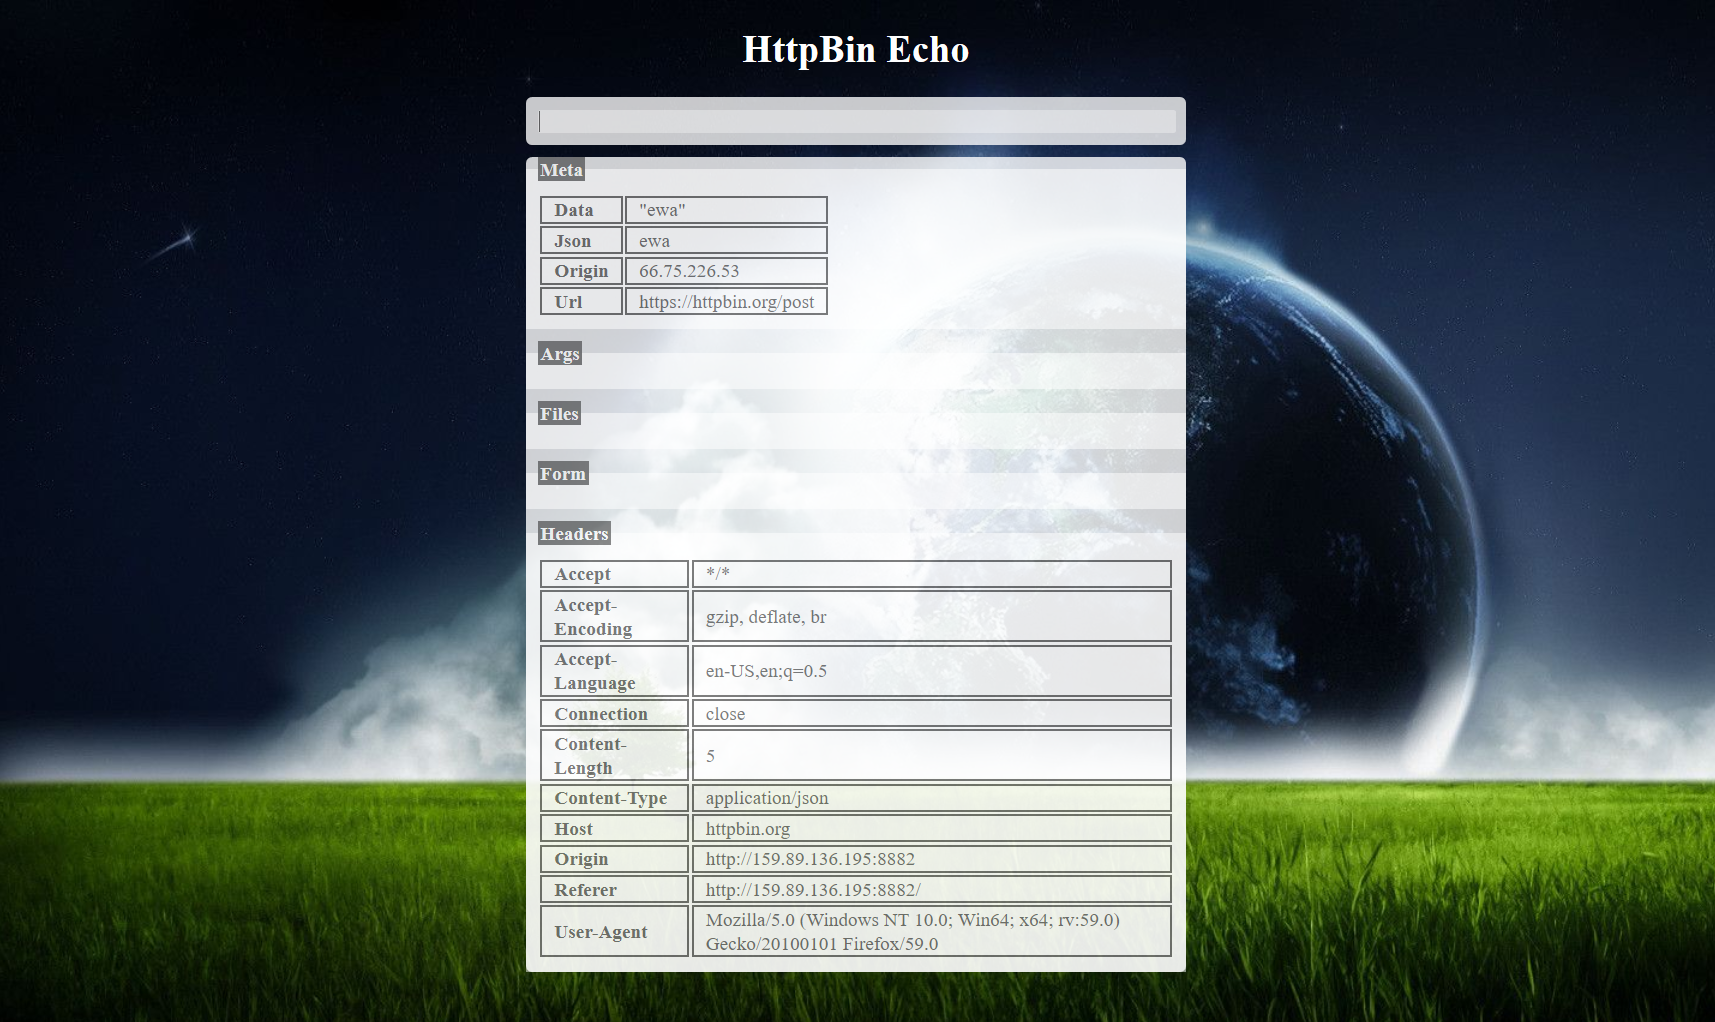 HttpBin Echo
Meta
Data "ewa"
Json ewa
Origin 66.75.226.53
Url https://httpbin.org/post
Args
Files
Form
Headers
Accept */*
Accept-
Encoding gzip, deflate, br
Accept-
Language en-US,en;q=0.5
Connection close
Content-
Length 5
Content-Type application/json
Host httpbin.org
Origin http://159.89.136.195:8882
Referer http://159.89.136.195:8882/
User-Agent Mozilla/5.0 (Windows NT 10.0; Win64; x64; rv:59.0)
Gecko/20100101 Firefox/59.0